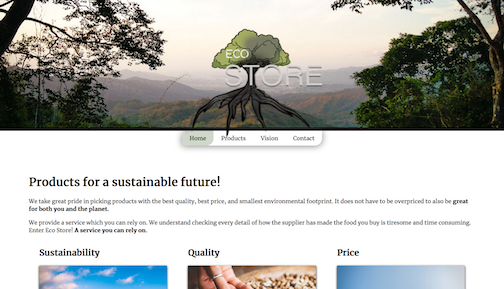 ECO
STORE
Home Products Vision Contact
Products for a sustainable future!
We take great pride in picking products with the best quality, best price, and smallest environmental footprint. It does not have to be overpriced to also be great
for both you and the planet.
We provide a service which you can rely on. We understand checking every detail of how the supplier has made the food you buy is tiresome and time consuming.
Enter Eco Store! A service you can rely on.
Sustainability Quality Price